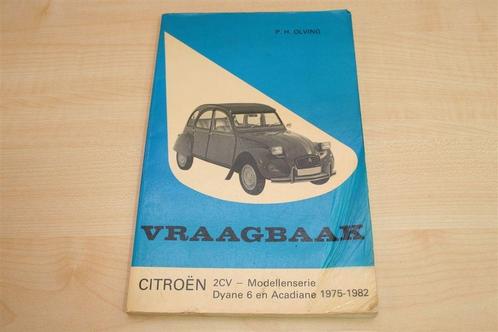 P. H. OLVING
VRAAGBAAK
CITROËN 2CV – Modellenserie
Dyane 6 en Acadiane 1975-1982